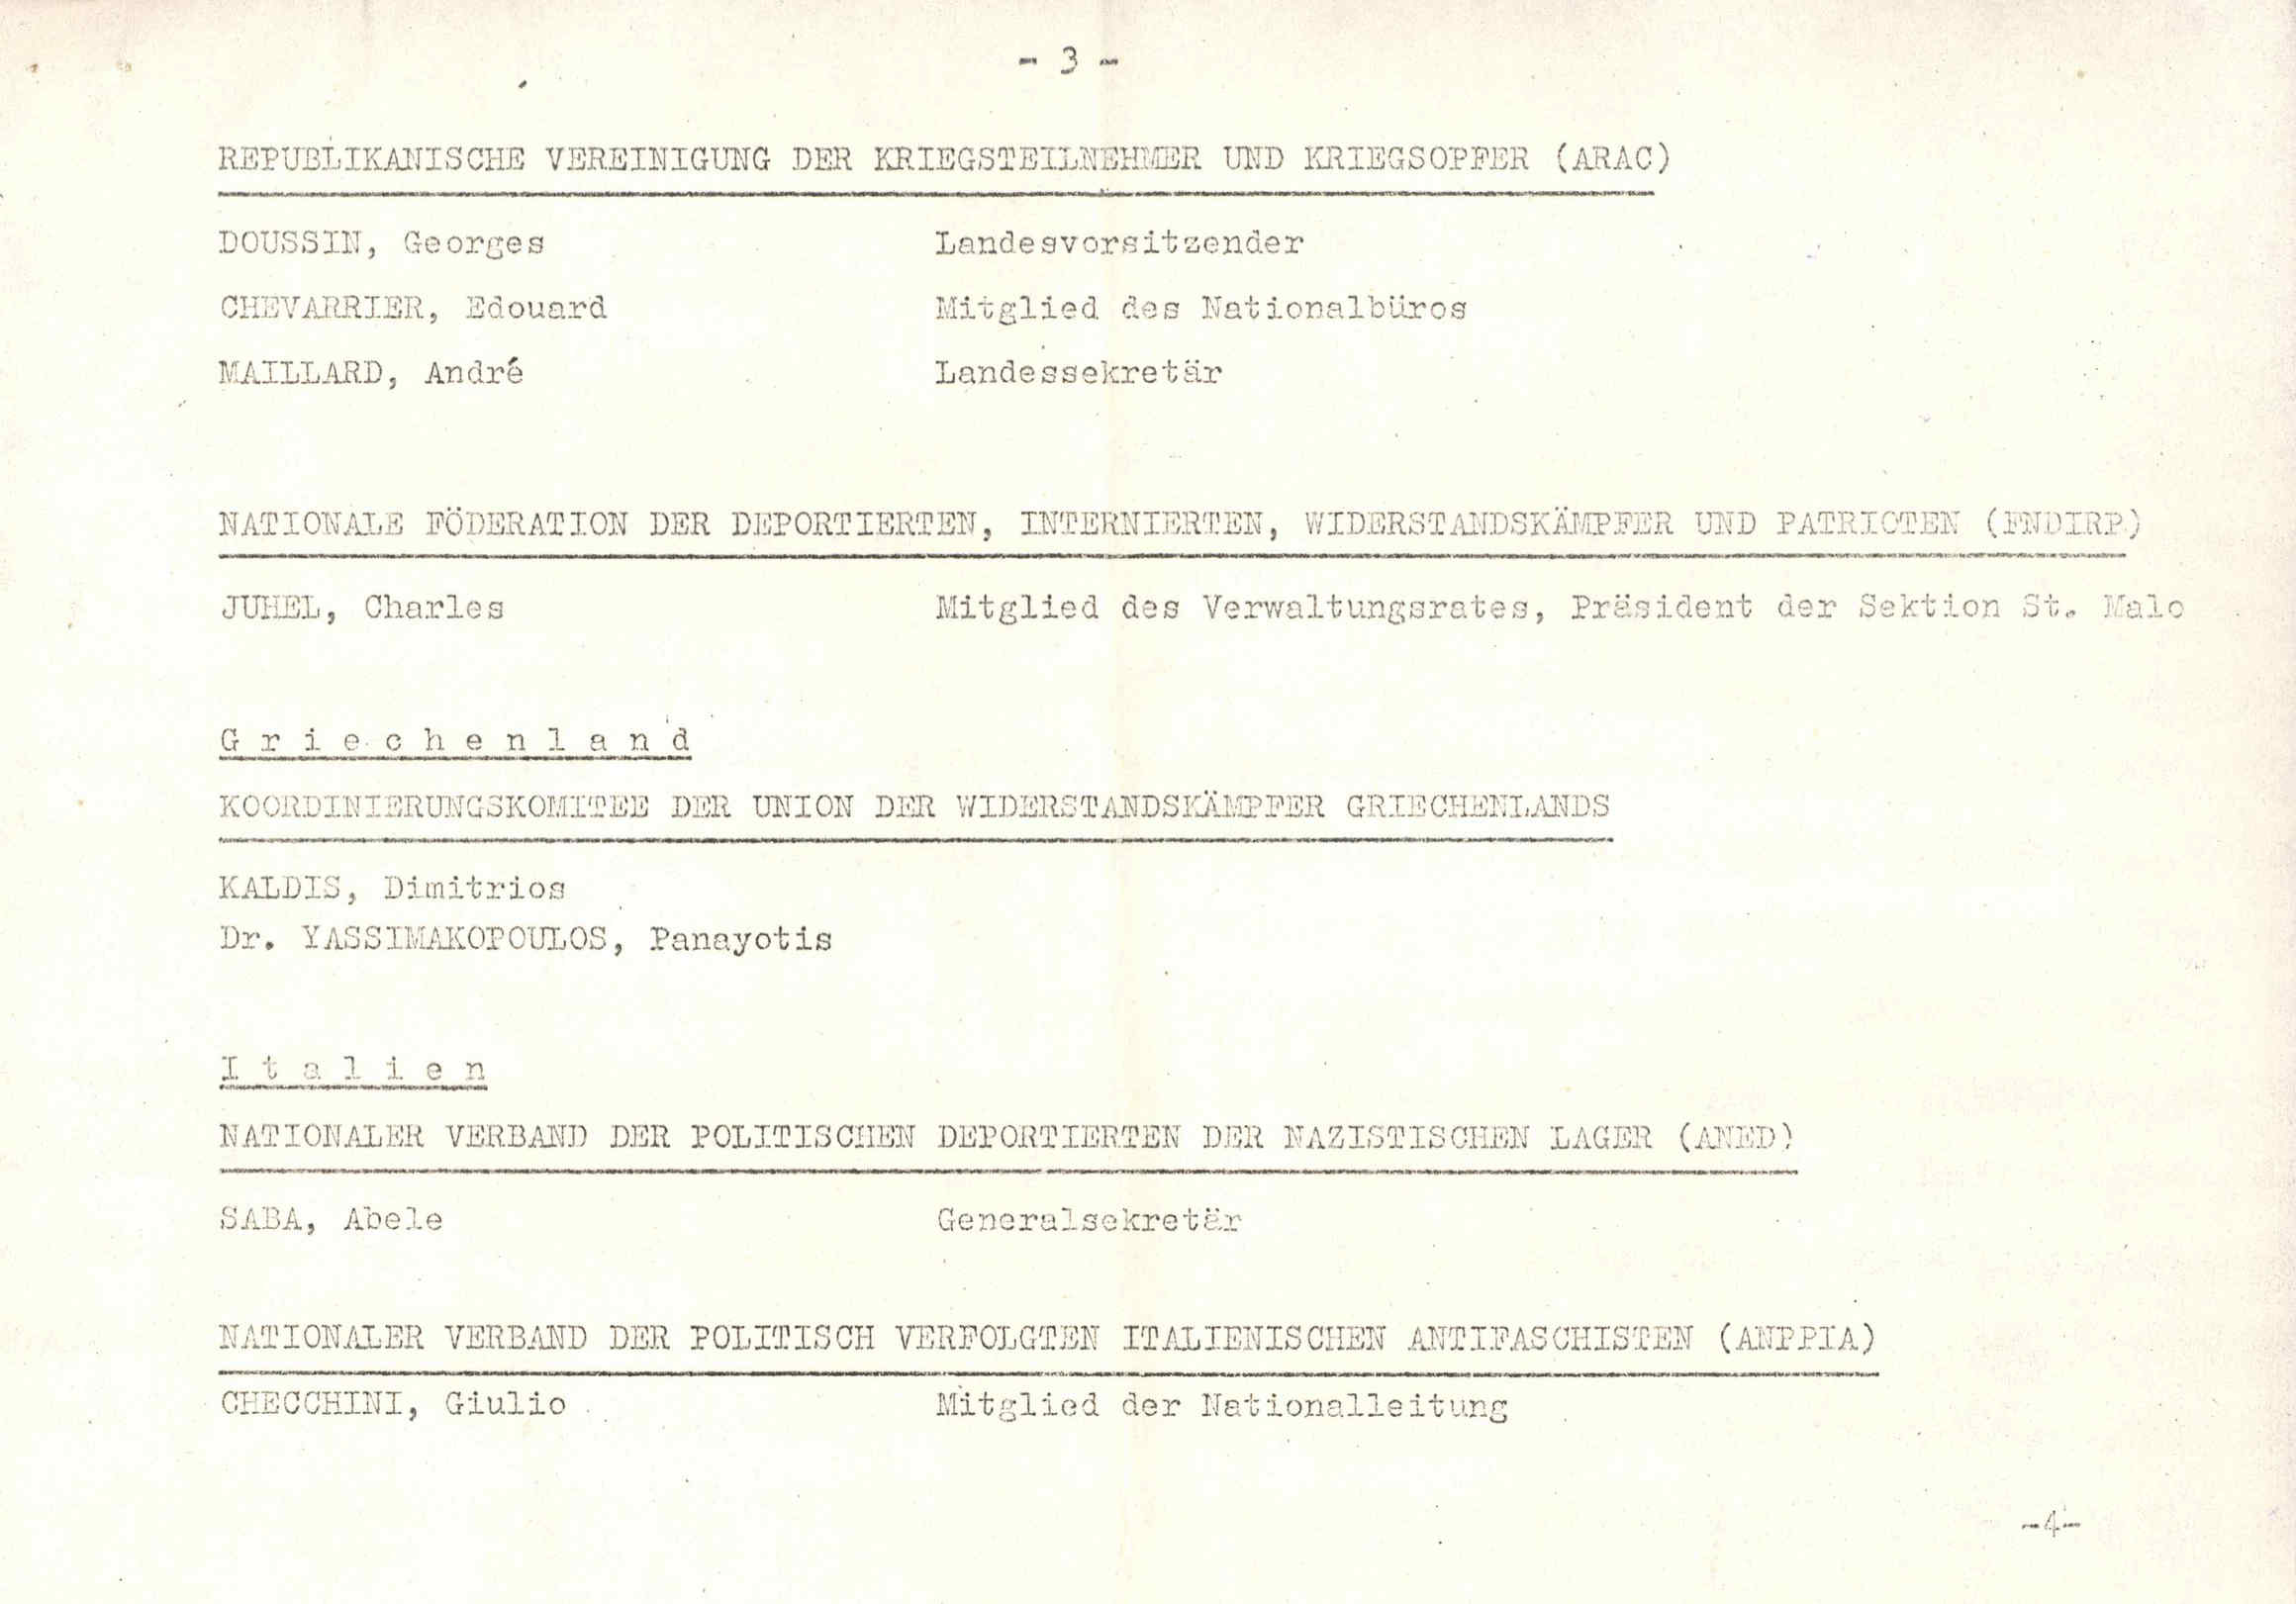 - 3 -
REPUBLIKANISCHE VEREINIGUNG DER KRIEGSTEILNEHMER UND KRIEGSOPFER (ARAC)
DOUSSIN, Georges Landesvorsitzender
CHEVARRIER, Edouard Mitglied des Nationalbüros
MAILLARD, André Landessekretär
NATIONALE FÖDERATION DER DEPORTIERTEN, INTERNIERTEN, WIDERSTANDSKÄMPFER UND PATRIOTEN (FNDIRP)
JUHEL, Charles Mitglied des Verwaltungsrates, Präsident der Sektion St. Malo
G r i e c h e n l a n d
KOORDINIERUNGSKOMITEE DER UNION DER WIDERSTANDSKÄMPFER GRIECHENLANDS
KALDIS, Dimitrios
Dr. YASSIMAKOPOULOS, Panayotis
I t a l i e n
NATIONALER VERBAND DER POLITISCHEN DEPORTIERTEN DER NAZISTISCHEN LAGER (ANED)
SABA, Abele Generalsekretär
NATIONALER VERBAND DER POLITISCH VERFOLGTEN ITALIENISCHEN ANTIFASCHISTEN (ANPPIA)
CHECCHINI, Giulio Mitglied der Nationalleitung
-4-